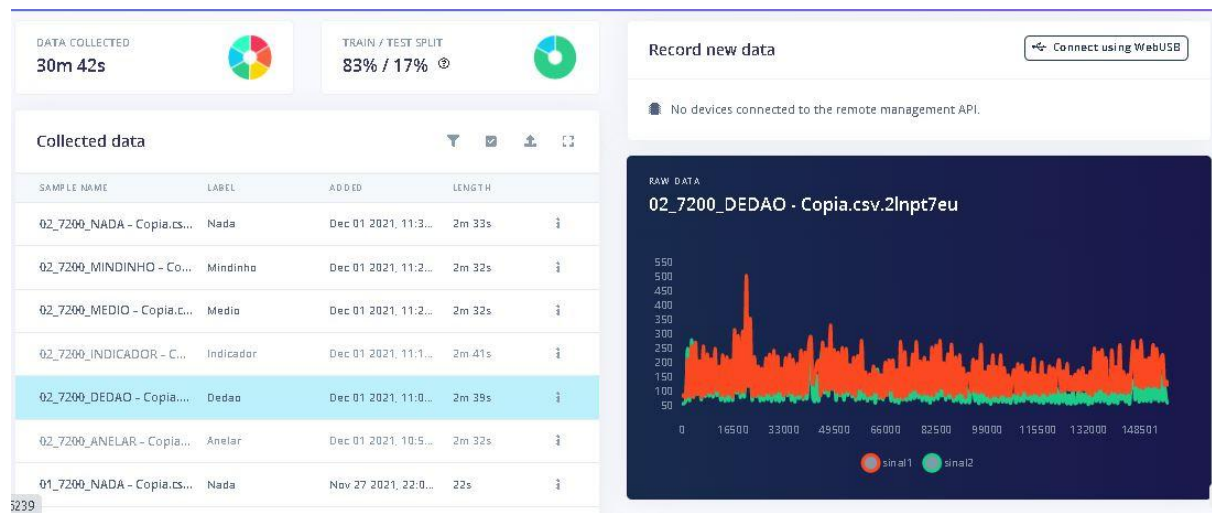 DATA COLLECTED
30m 42s
TRAIN / TEST SPLIT
83% / 17% ?
Record new data
Connect using WebUSB
No devices connected to the remote management API.
Collected data
SAMPLE NAME LABEL ADDED LENGTH
02_7200_NADA - Copia.cs... Nada Dec 01 2021, 11:3... 2m 33s
02_7200_MINDINHO - Co... Mindinho Dec 01 2021, 11:2... 2m 32s
02_7200_MEDIO - Copia.c... Medio Dec 01 2021, 11:2... 2m 32s
02_7200_INDICADOR - C... Indicador Dec 01 2021, 11:1... 2m 41s
02_7200_DEDAO - Copia.... Dedao Dec 01 2021, 11:0... 2m 39s
02_7200_ANELAR - Copia... Anelar Dec 01 2021, 10:5... 2m 32s
01_7200_NADA - Copia.cs... Nada Nov 27 2021, 22:0... 22s
5239
RAW DATA
02_7200_DEDAO - Copia.csv.2lnpt7eu
550
500
450
400
350
300
250
200
150
100
50
0 16500 33000 49500 66000 82500 99000 115500 132000 148501
sinal1 sinal2